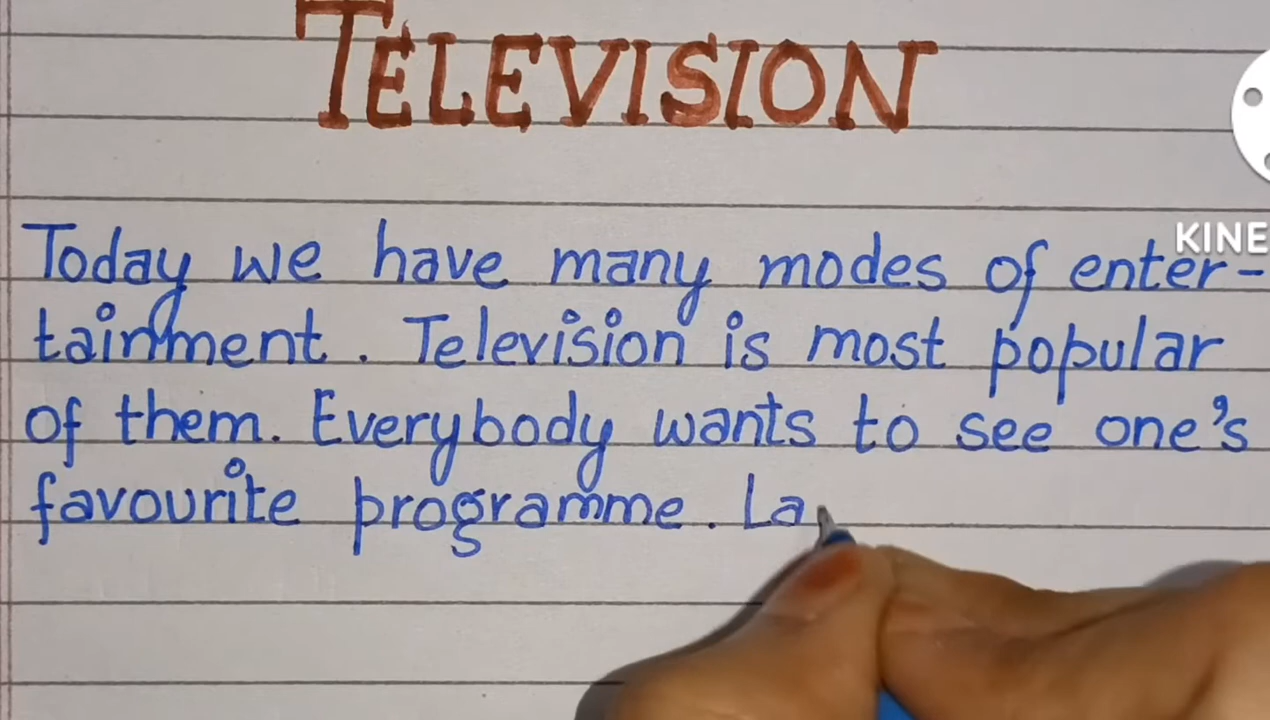 TELEVISION
KINE
Today we have many modes of enter-
tainment. Television is most popular
of them. Everybody wants to see one's
favourite programme. La